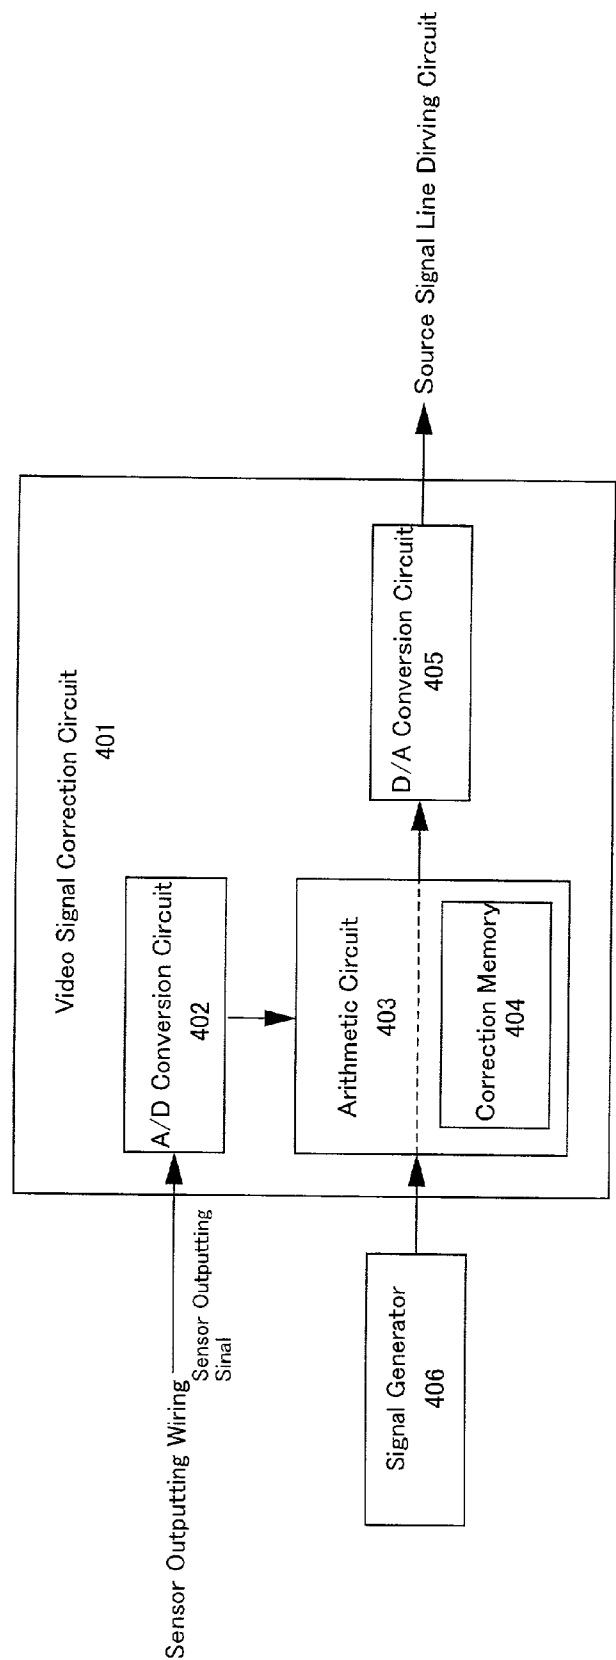 Video Signal Correction Circuit
401
Sensor Outputting Wiring
Sensor Outputting
Sinal
A/D Conversion Circuit
402
Signal Generator
406
Arithmetic Circuit
403
Correction Memory
404
D/A Conversion Circuit
405
Source Signal Line Dirving Circuit